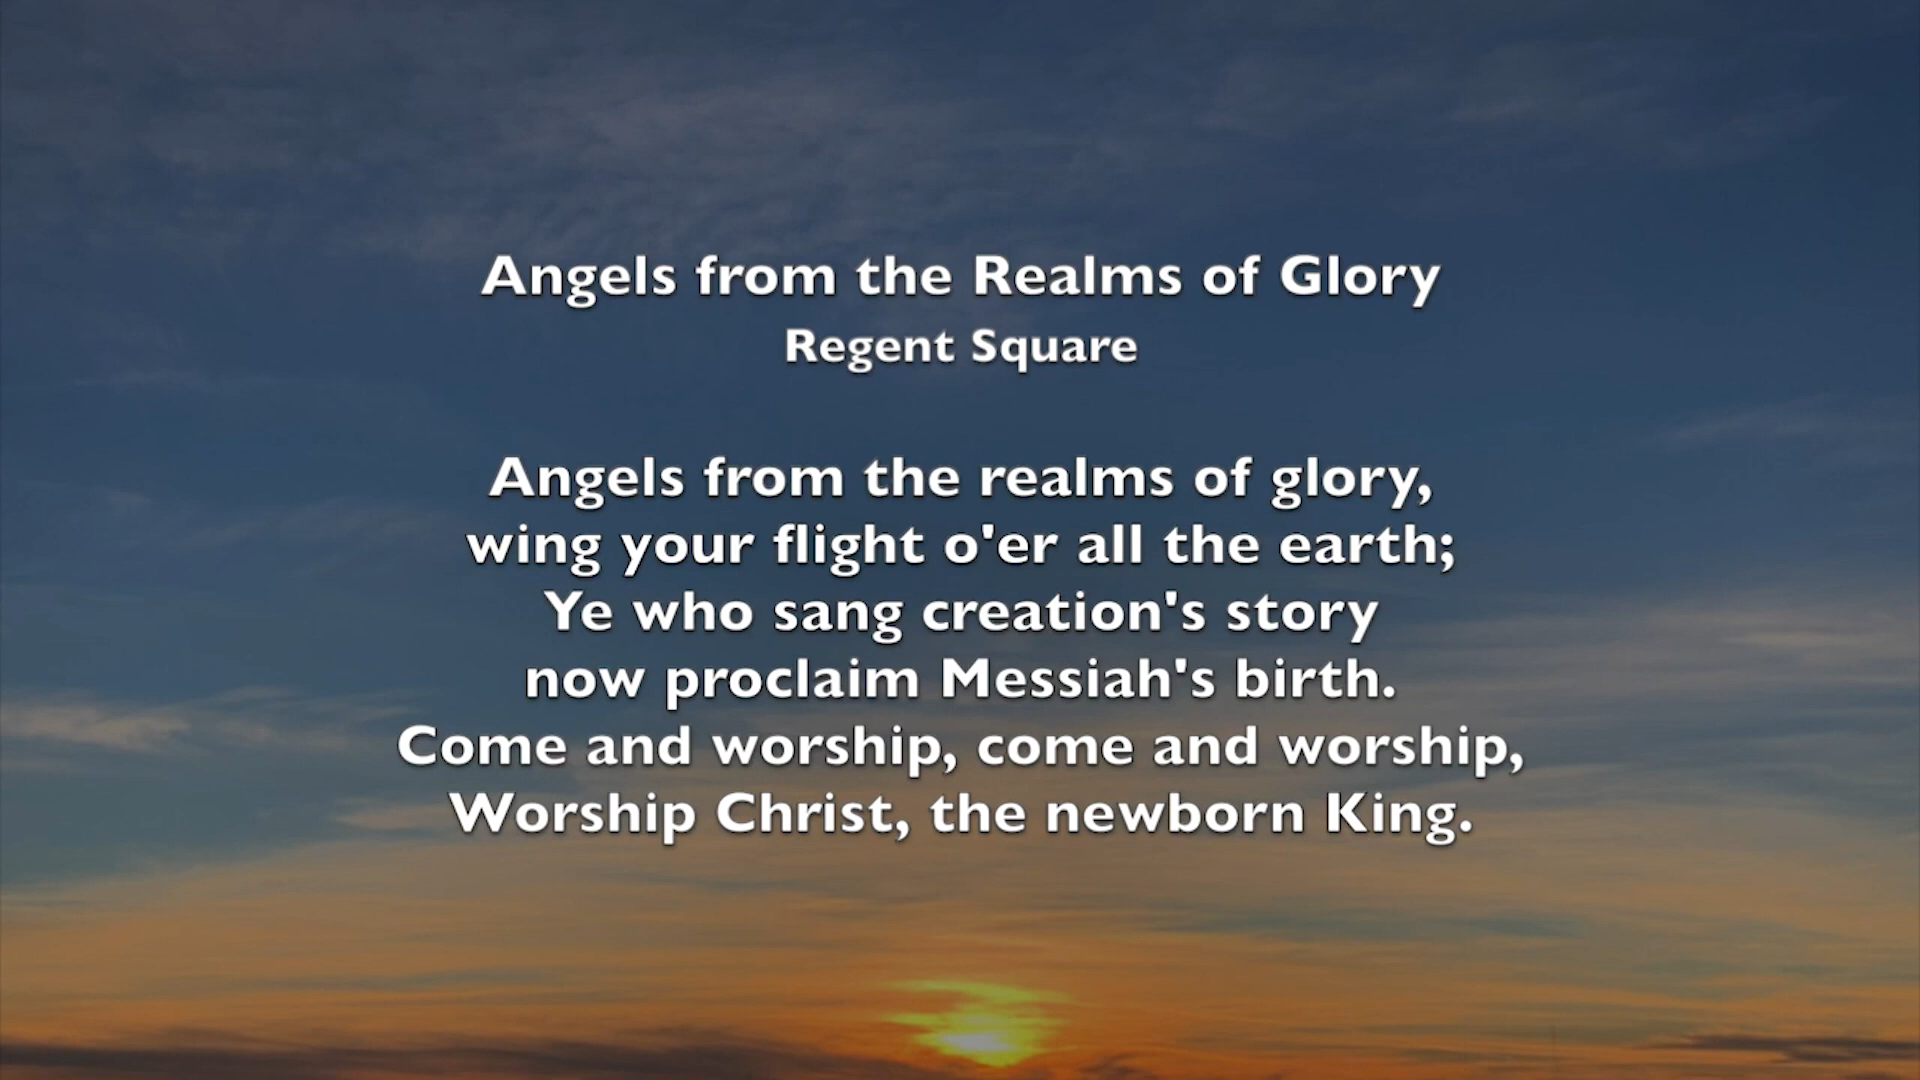 Angels from the Realms of Glory
Regent Square
Angels from the realms of glory,
wing your flight o'er all the earth;
Ye who sang creation's story
now proclaim Messiah's birth.
Come and worship, come and worship,
Worship Christ, the newborn King.